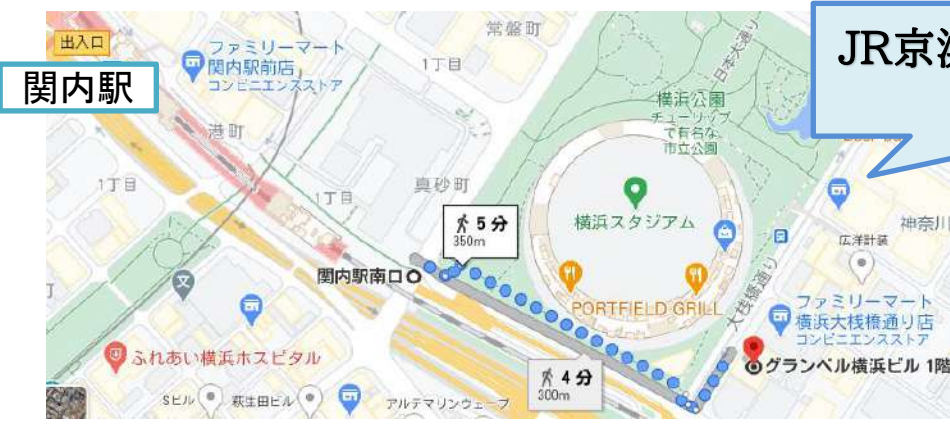 出入口
関内駅
ファミリーマート
関内駅前店
コンビニエンスストア
常盤町
1丁目
日本大通り
JR京
横浜公園
チューリップ
で有名な
市立公園
港町
1丁目
1丁目
真砂町
5分
350m
関内駅南口
横浜スタジアム
神奈川
広洋計装
大桟橋通り
PORTFIELD GRILL
ファミリーマート
横浜大桟橋通り店
コンビニエンスストア
グランベル横浜ビル 1階
ふれあい横浜ホスピタル
4分
300m
Sビル
萩生田ビル
アルテマリンウェーブ